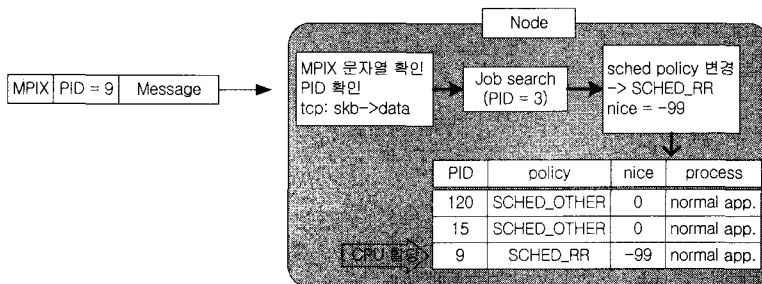 Node
MPIX PID = 9 Message
MPIX 문자열 확인
PID 확인
tcp: skb->data
Job search
(PID = 3)
sched policy 변경
-> SCHED_RR
nice = -99
PID policy nice process
120 SCHED_OTHER 0 normal app.
15 SCHED_OTHER 0 normal app.
CPU 할당
9 SCHED_RR -99 normal app.